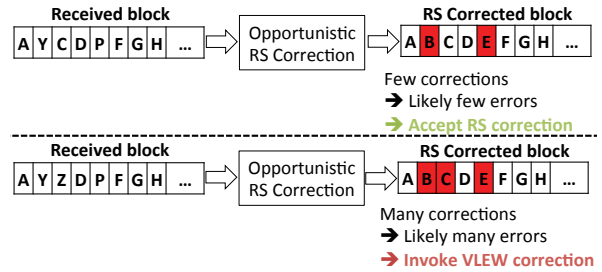 Received block
RS Corrected block
A Y C D P F G H ...
Opportunistic
RS Correction
A B C D E F G H ...
Few corrections
➔ Likely few errors
➔ Accept RS correction
Received block
RS Corrected block
A Y Z D P F G H ...
Opportunistic
RS Correction
A B C D E F G H ...
Many corrections
➔ Likely many errors
➔ Invoke VLEW correction